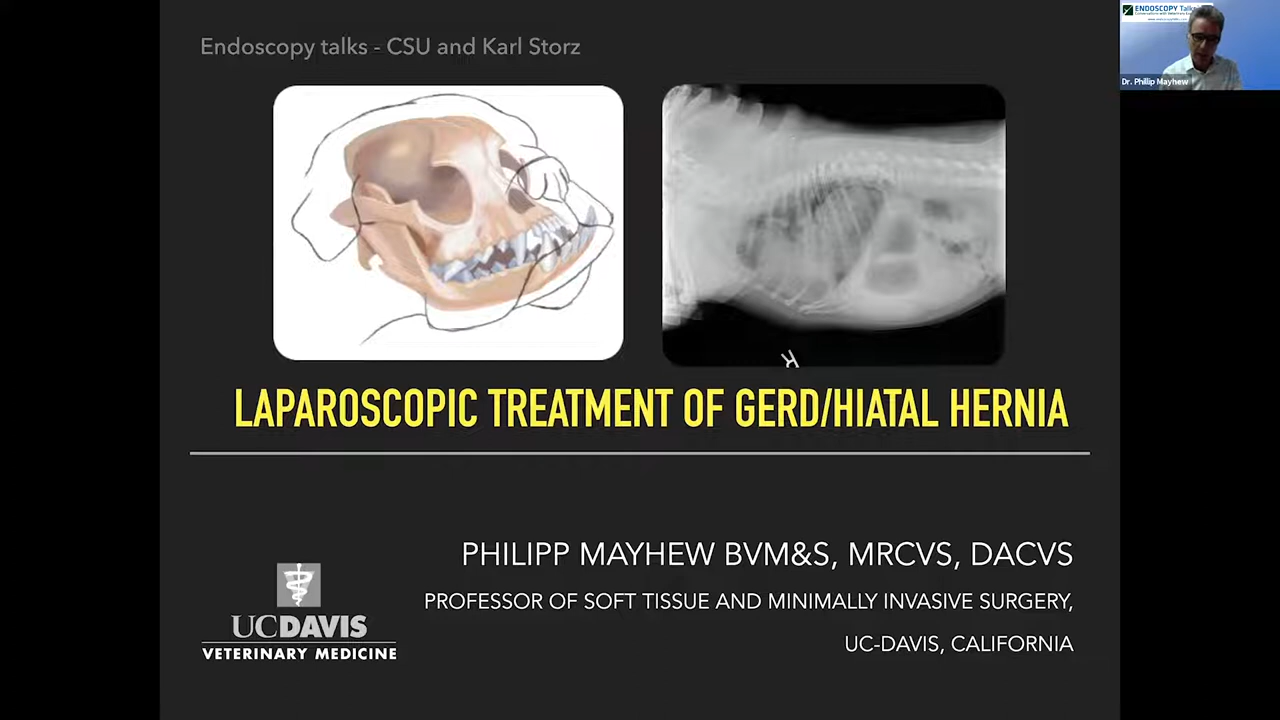 Endoscopy talks - CSU and Karl Storz
ENDOSCOPY Talks
Dr. Phillip Mayhew
R
LAPAROSCOPIC TREATMENT OF GERD/HIATAL HERNIA
PHILIPP MAYHEW BVM&S, MRCVS, DACVS
PROFESSOR OF SOFT TISSUE AND MINIMALLY INVASIVE SURGERY,
UC-DAVIS, CALIFORNIA
UCDAVIS
VETERINARY MEDICINE